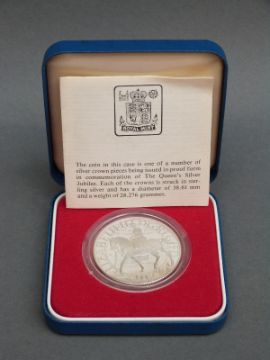 ROYAL MINT
The coin in this case is one of a number of
silver crown pieces being issued in proof form
in commemoration of The Queen's Silver
Jubilee. Each of the crowns is struck in ster-
ling silver and has a diameter of 38.61 mm
and a weight of 28.276 grammes.